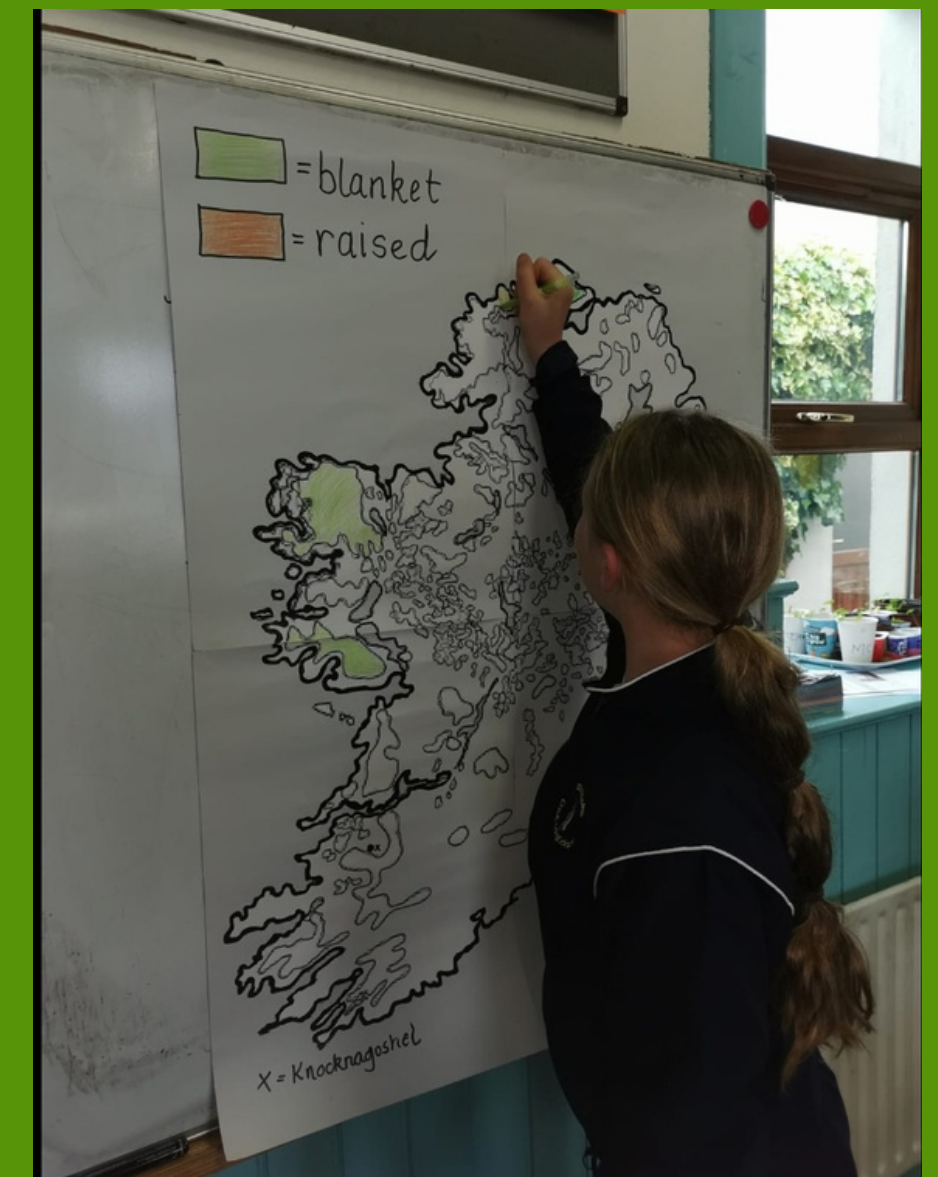 = blanket
= raised
X = Knocknagoshel
x